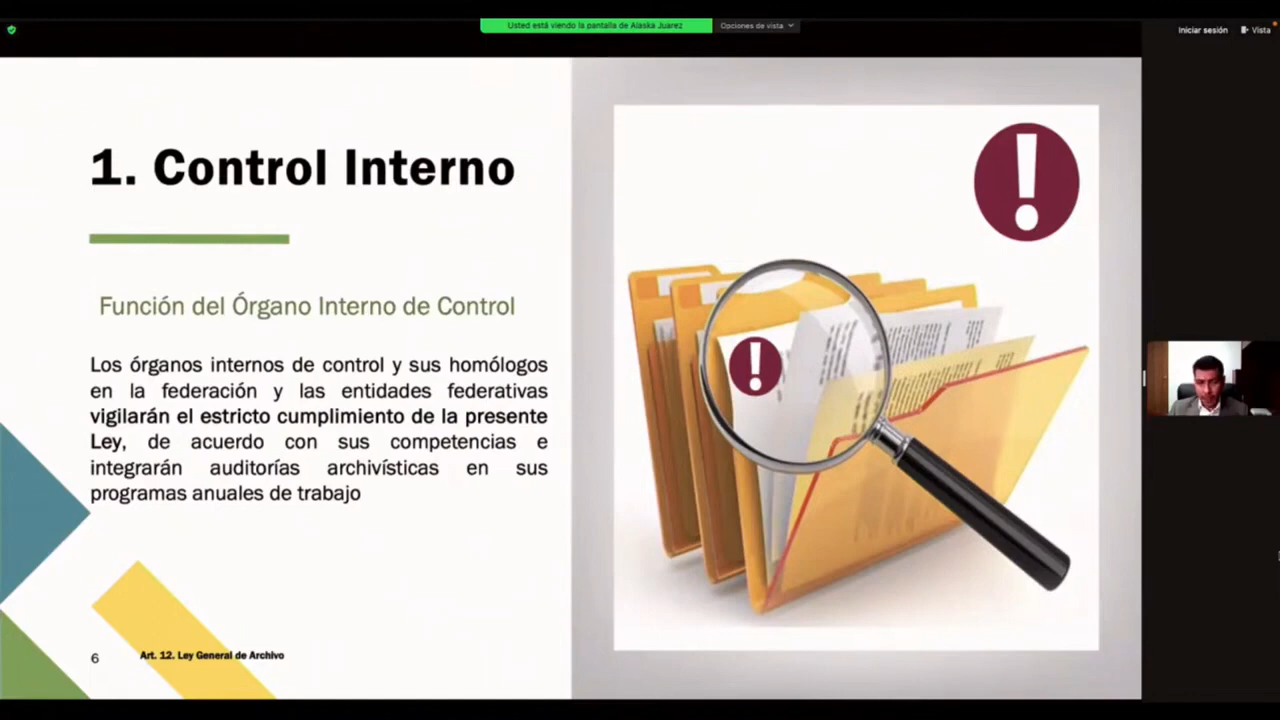 Usted está viendo la pantalla de Alaska Juarez
Opciones de vista
Iniciar sesión
Vista
1. Control Interno
Función del Órgano Interno de Control
Los órganos internos de control y sus homólogos
en la federación y las entidades federativas
vigilarán el estricto cumplimiento de la presente
Ley, de acuerdo con sus competencias e
integrarán auditorías archivísticas en sus
programas anuales de trabajo
6
Art. 12. Ley General de Archivo